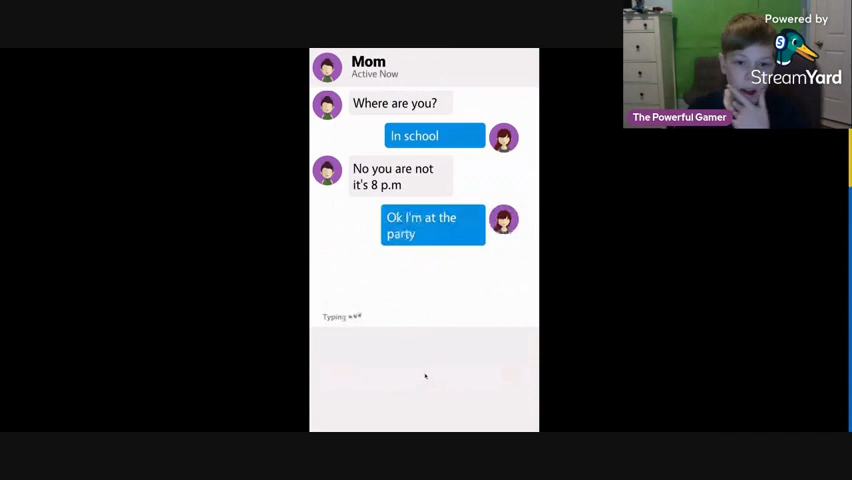 Powered by
StreamYard
The Powerful Gamer
Mom
Active Now
Where are you?
In school
No you are not
it's 8 p.m
Ok I'm at the
party
Typing